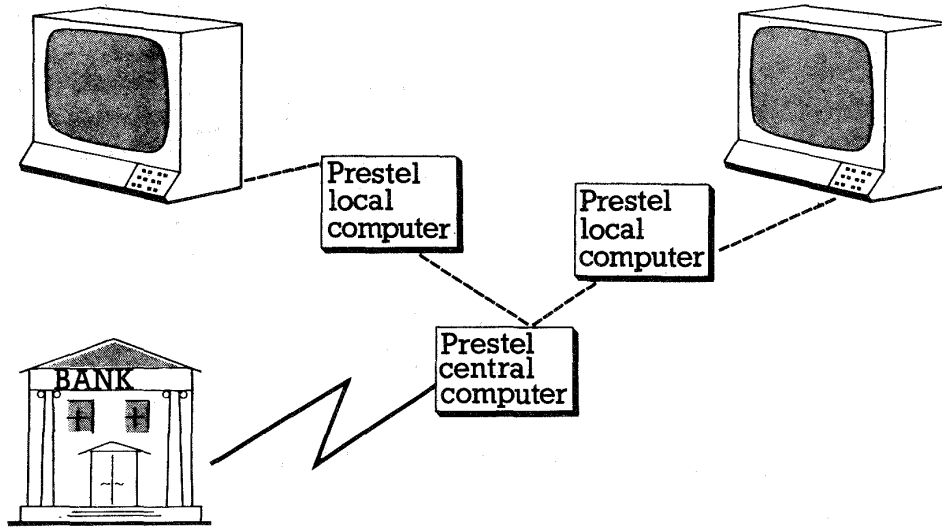 Prestel
local
computer
Prestel
local
computer
Prestel
central
computer
BANK